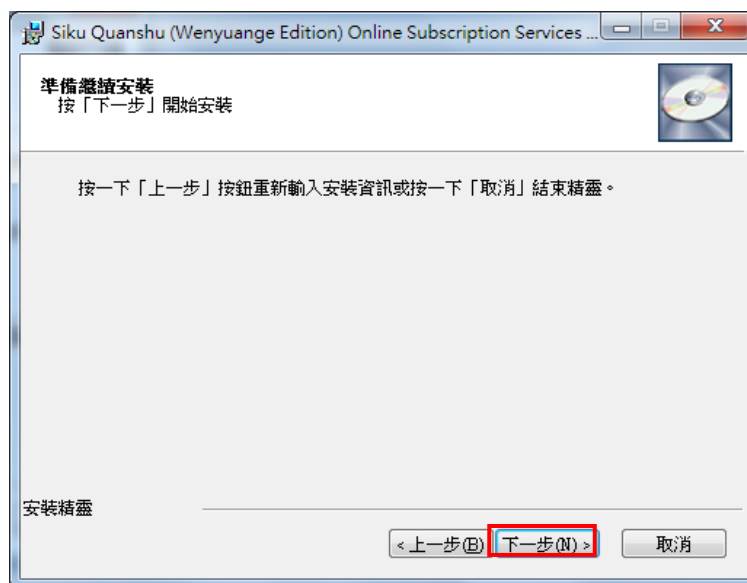 Siku Quanshu (Wenyuange Edition) Online Subscription Services ...
準備繼續安裝
按「下一步」開始安裝
按一下「上一步」按鈕重新輸入安裝資訊或按一下「取消」結束精靈。
安裝精靈
<上一步(B) 下一步(N)> 取消